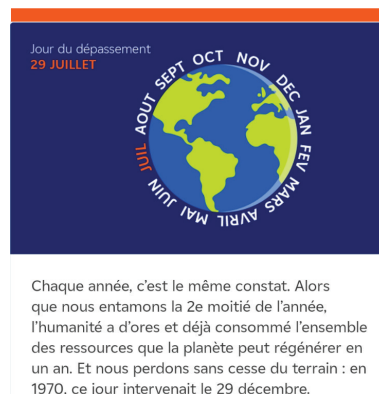 Jour du dépassement
29 JUILLET
JAN FEV MARS AVRIL MAI JUIN JUIL AOUT SEPT OCT NOV DEC
Chaque année, c'est le même constat. Alors
que nous entamons la 2e moitié de l'année,
l'humanité a d'ores et déjà consommé l'ensemble
des ressources que la planète peut régénérer en
un an. Et nous perdons sans cesse du terrain : en
1970, ce jour intervenait le 29 décembre.